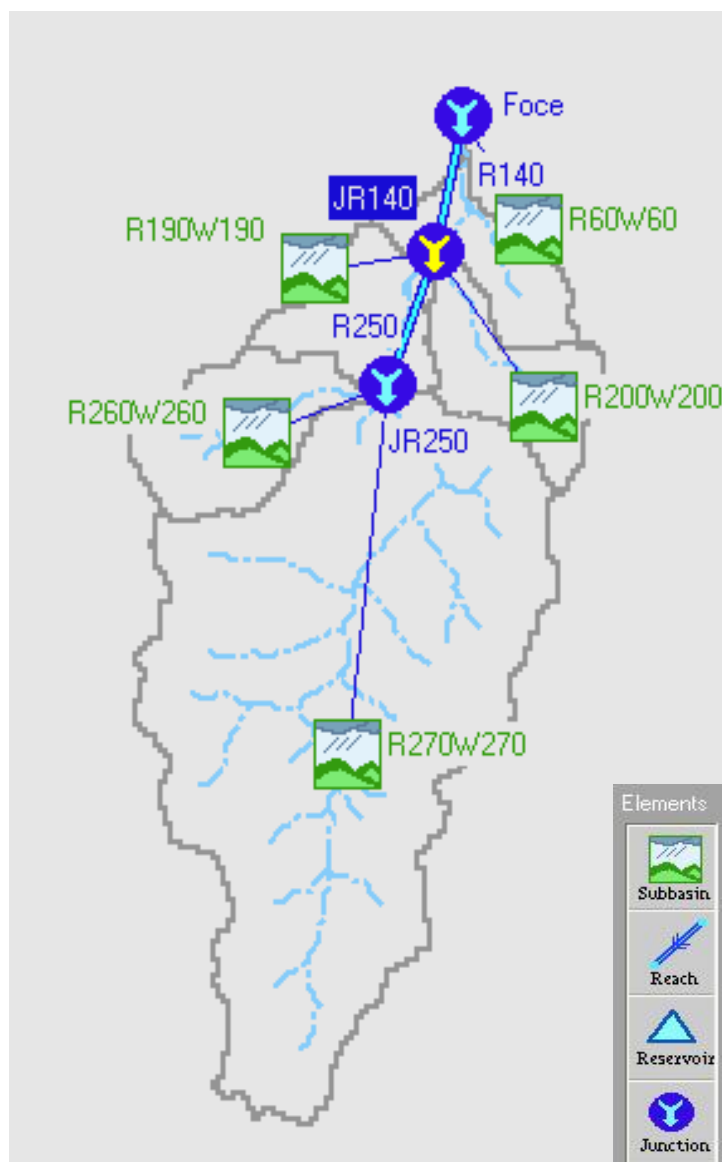 Foce
R140
JR140
R60W60
R190W190
R250
R260W260
R200W200
JR250
R270W270
Elements
Subbasin
Reach
Reservoir
Junction